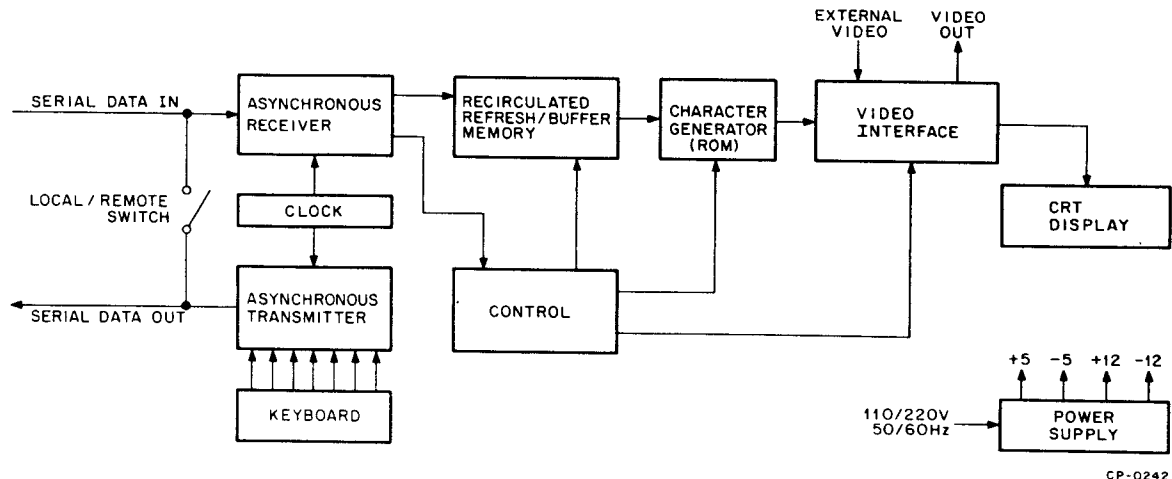 EXTERNAL
VIDEO
VIDEO
OUT
SERIAL DATA IN
ASYNCHRONOUS
RECEIVER
RECIRCULATED
REFRESH/BUFFER
MEMORY
CHARACTER
GENERATOR
(ROM)
VIDEO
INTERFACE
LOCAL / REMOTE
SWITCH
CLOCK
CRT
DISPLAY
SERIAL DATA OUT
ASYNCHRONOUS
TRANSMITTER
CONTROL
KEYBOARD
+5 -5 +12 -12
110/220V
50/60Hz
POWER
SUPPLY
CP-0242